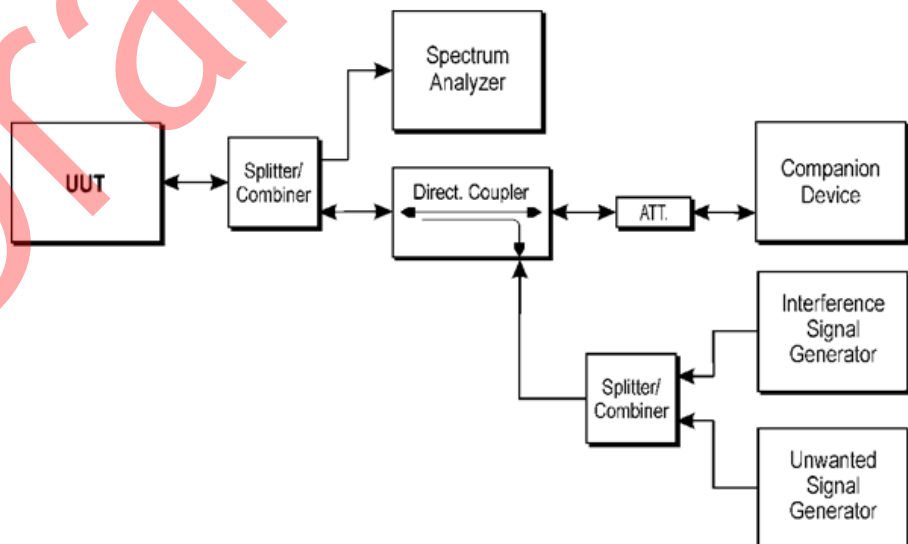 Spectrum
Analyzer
UUT
Splitter/
Combiner
Direct. Coupler
ATT.
Companion
Device
Interference
Signal
Generator
Splitter/
Combiner
Unwanted
Signal
Generator